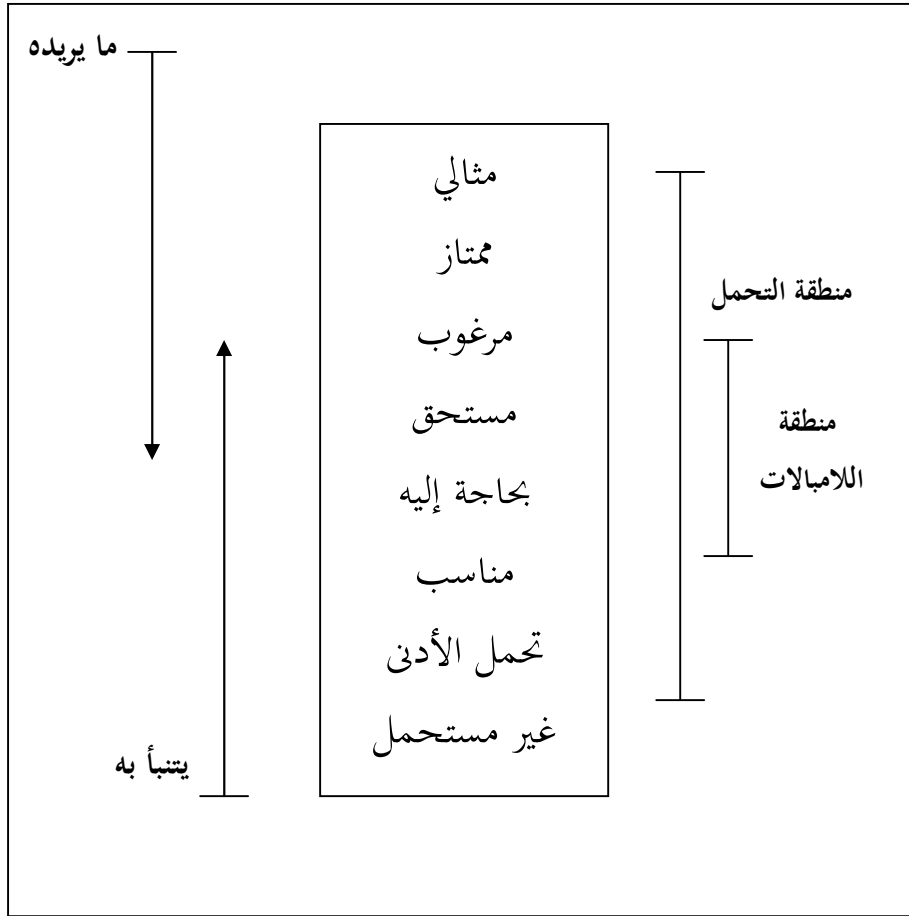 ما يريده
مثالي
ممتاز
منطقة التحمل
مرغوب
مستحق
منطقة
اللامبالات
بحاجة إليه
مناسب
تحمل الأدنى
غير مستحمل
يتنبأ به